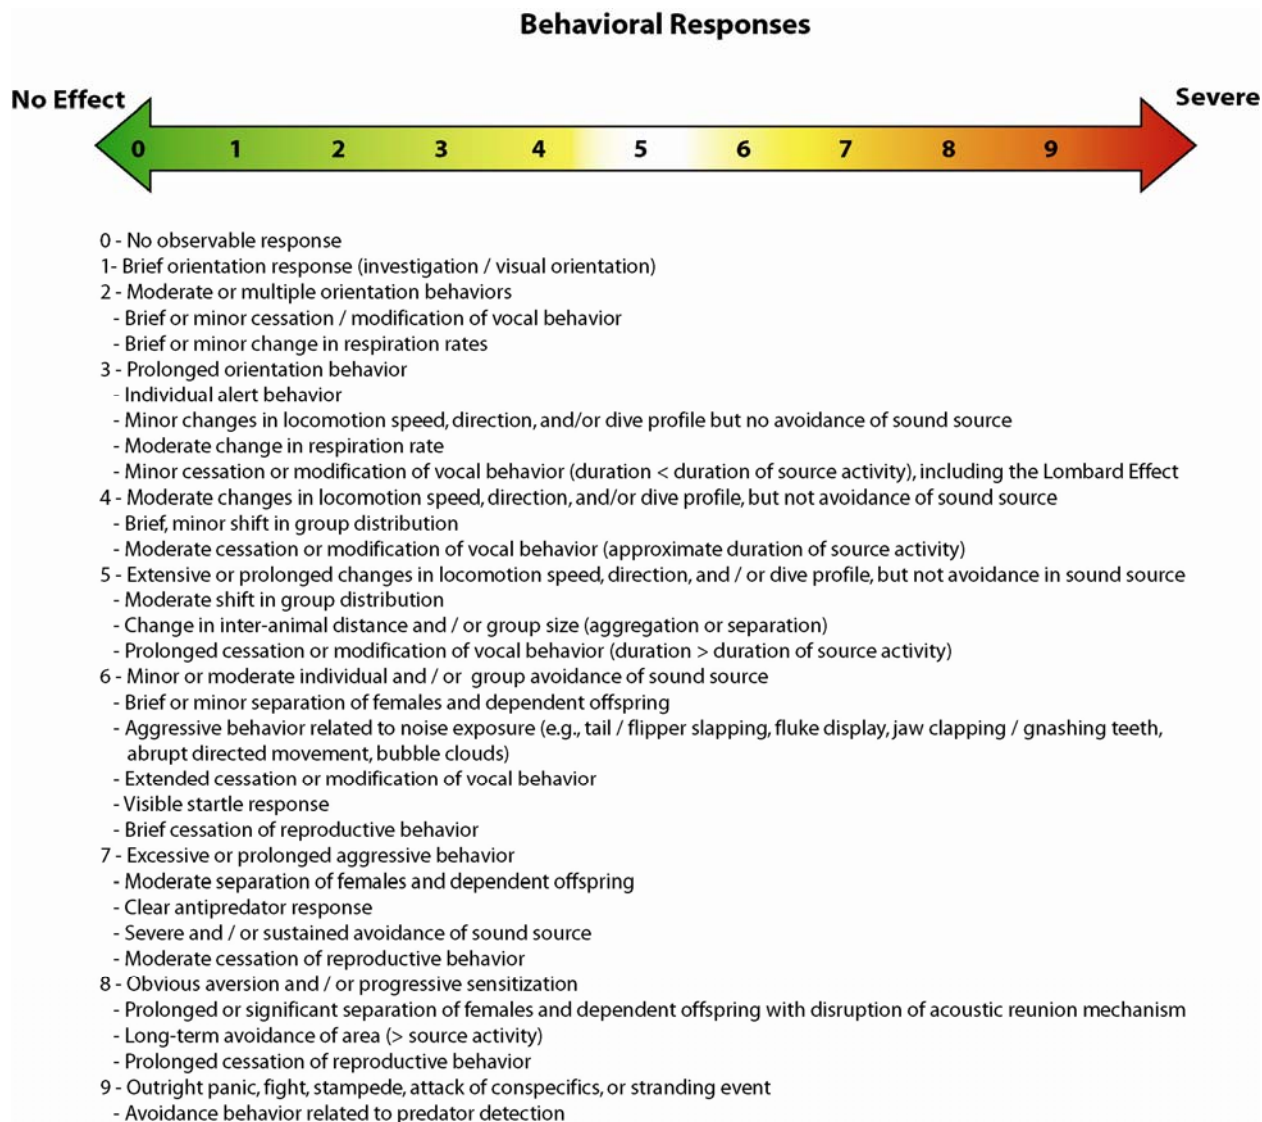 Behavioral Responses
No Effect
Severe
0 1 2 3 4 5 6 7 8 9
0 - No observable response
1- Brief orientation response (investigation / visual orientation)
2 - Moderate or multiple orientation behaviors
- Brief or minor cessation / modification of vocal behavior
- Brief or minor change in respiration rates
3 - Prolonged orientation behavior
- Individual alert behavior
- Minor changes in locomotion speed, direction, and/or dive profile but no avoidance of sound source
- Moderate change in respiration rate
- Minor cessation or modification of vocal behavior (duration < duration of source activity), including the Lombard Effect
4 - Moderate changes in locomotion speed, direction, and/or dive profile, but not avoidance of sound source
- Brief, minor shift in group distribution
- Moderate cessation or modification of vocal behavior (approximate duration of source activity)
5 - Extensive or prolonged changes in locomotion speed, direction, and / or dive profile, but not avoidance in sound source
- Moderate shift in group distribution
- Change in inter-animal distance and / or group size (aggregation or separation)
- Prolonged cessation or modification of vocal behavior (duration > duration of source activity)
6 - Minor or moderate individual and / or group avoidance of sound source
- Brief or minor separation of females and dependent offspring
- Aggressive behavior related to noise exposure (e.g., tail / flipper slapping, fluke display, jaw clapping / gnashing teeth,
abrupt directed movement, bubble clouds)
- Extended cessation or modification of vocal behavior
- Visible startle response
- Brief cessation of reproductive behavior
7 - Excessive or prolonged aggressive behavior
- Moderate separation of females and dependent offspring
- Clear antipredator response
- Severe and / or sustained avoidance of sound source
- Moderate cessation of reproductive behavior
8 - Obvious aversion and / or progressive sensitization
- Prolonged or significant separation of females and dependent offspring with disruption of acoustic reunion mechanism
- Long-term avoidance of area (> source activity)
- Prolonged cessation of reproductive behavior
9 - Outright panic, fight, stampede, attack of conspecifics, or stranding event
- Avoidance behavior related to predator detection